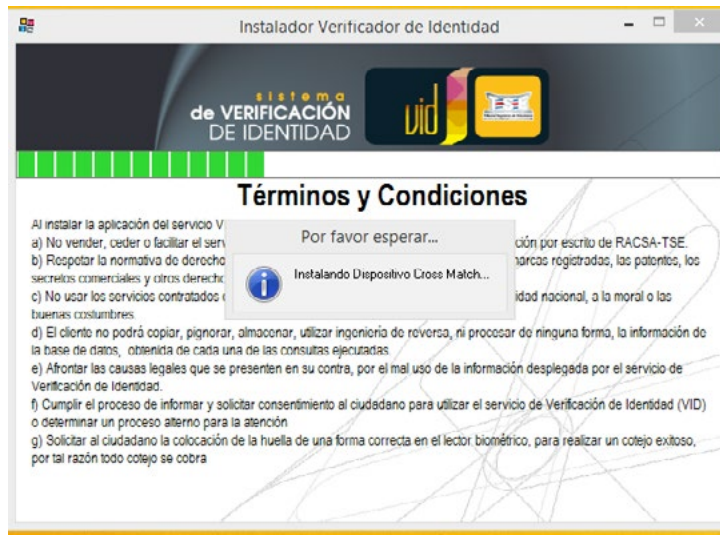 Instalador Verificador de Identidad
sistema
de VERIFICACIÓN
DE IDENTIDAD
vid
TSE
Términos y Condiciones
Al instalar la aplicación del servicio V
a) No vender, ceder o facilitar el serv ción por escrito de RACSA-TSE.
b) Respetar la normativa de derecho marcas registradas, las patentes, los
secretos comerciales y otros derecho
c) No usar los servicios contratados idad nacional, a la moral o las
buenas costumbres
d) El cliente no podrá copiar, pignorar, almacenar, utilizar ingeniería de reversa, ni procesar de ninguna forma, la información de
la base de datos, obtenida de cada una de las consultas ejecutadas
e) Afrontar las causas legales que se presenten en su contra, por el mal uso de la información desplegada por el servicio de
Verificación de Identidad.
f) Cumplir el proceso de informar y solicitar consentimiento al ciudadano para utilizar el servicio de Verificación de Identidad (VID)
o determinar un proceso alterno para la atención
g) Solicitar al ciudadano la colocación de la huella de una forma correcta en el lector biométrico, para realizar un cotejo exitoso,
por tal razón todo cotejo se cobra
Por favor esperar...
Instalando Dispositivo Cross Match...